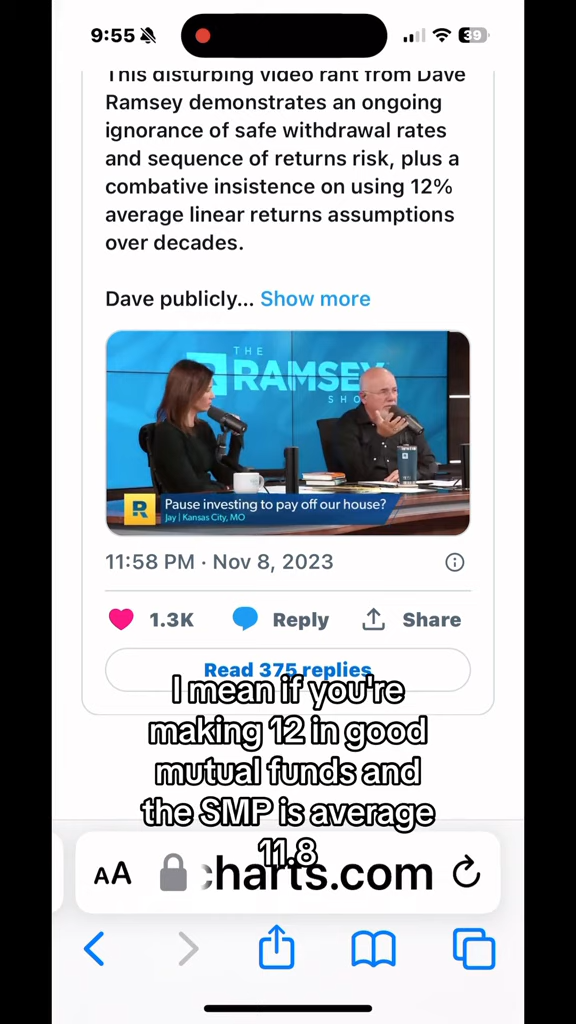 9:55
39
This disturbing video rant from Dave
Ramsey demonstrates an ongoing
ignorance of safe withdrawal rates
and sequence of returns risk, plus a
combative insistence on using 12%
average linear returns assumptions
over decades.
Dave publicly... Show more
THE
RAMSEY
SHO
R
Pause investing to pay off our house?
Jay | Kansas City, MO
11:58 PM · Nov 8, 2023
1.3K Reply Share
Read 375 replies
I mean if you're
making 12 in good
mutual funds and
the SMP is average
11.8
AA charts.com